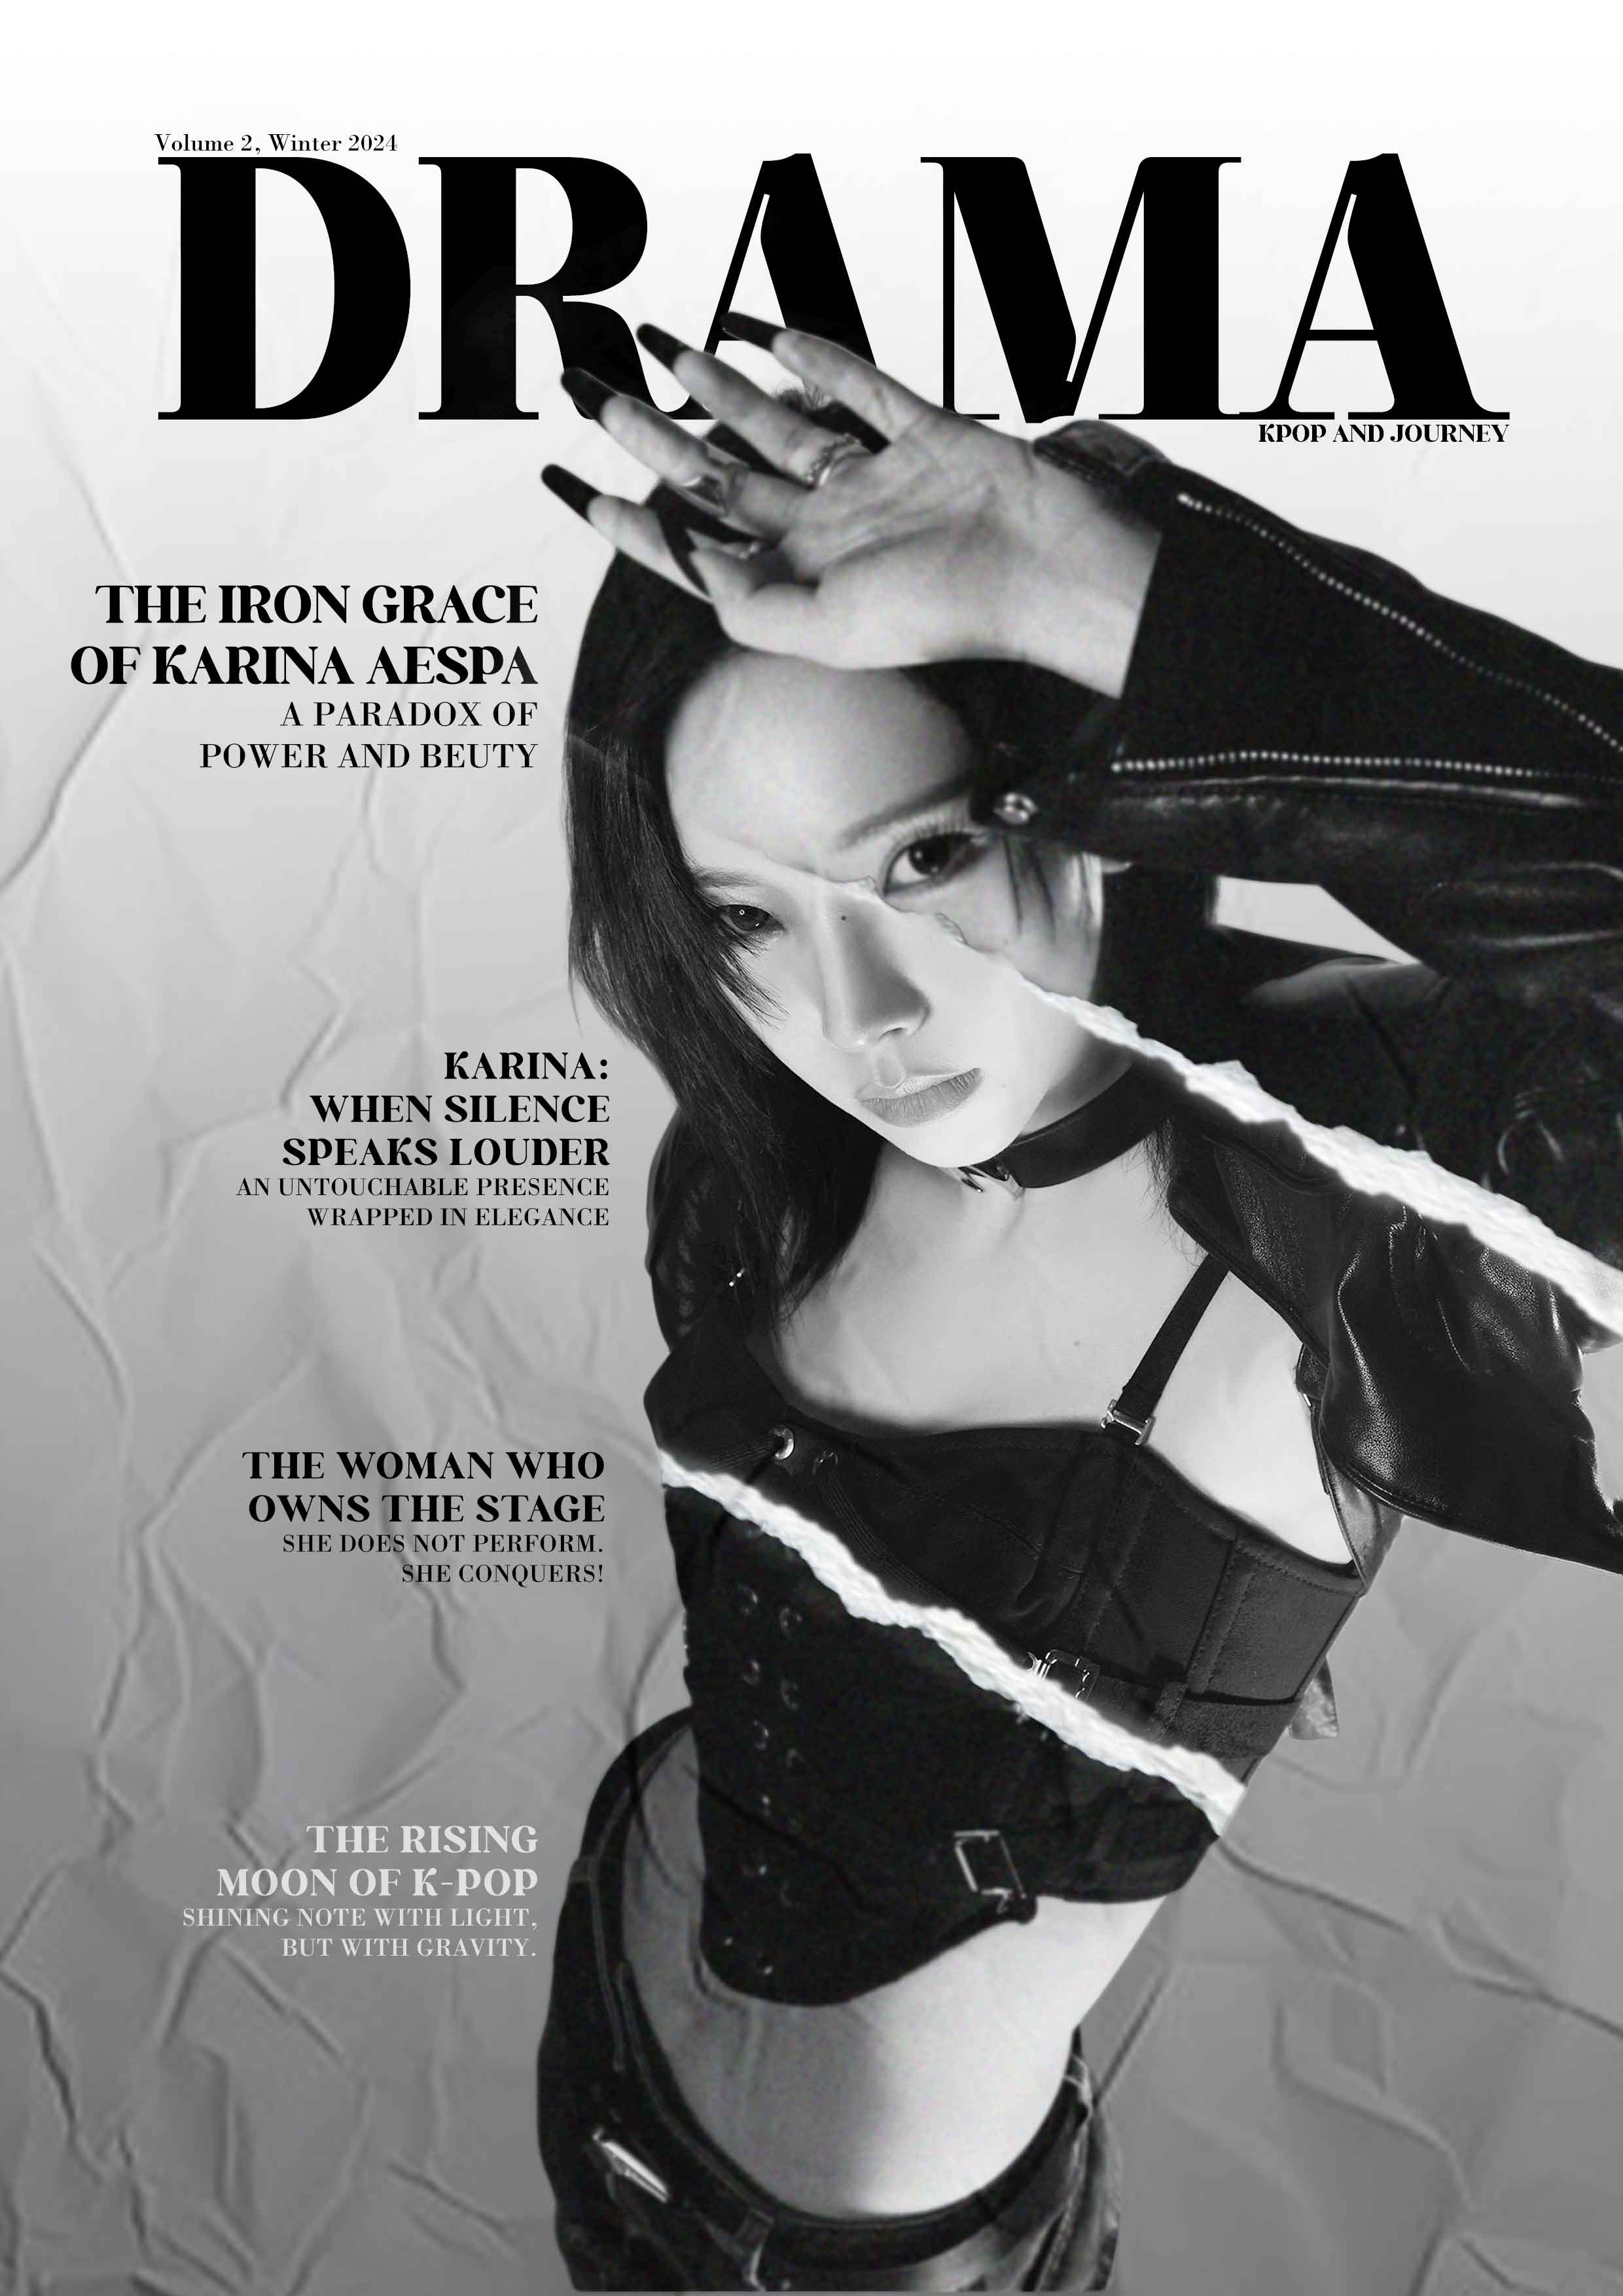 Volume 2, Winter 2024
DRAMA
KPOP AND JOURNEY
THE IRON GRACE
OF KARINA AESPA
A PARADOX OF
POWER AND BEUTY
KARINA:
WHEN SILENCE
SPEAKS LOUDER
AN UNTOUCHABLE PRESENCE
WRAPPED IN ELEGANCE
THE WOMAN WHO
OWNS THE STAGE
SHE DOES NOT PERFORM.
SHE CONQUERS!
THE RISING
MOON OF K-POP
SHINING NOTE WITH LIGHT,
BUT WITH GRAVITY.